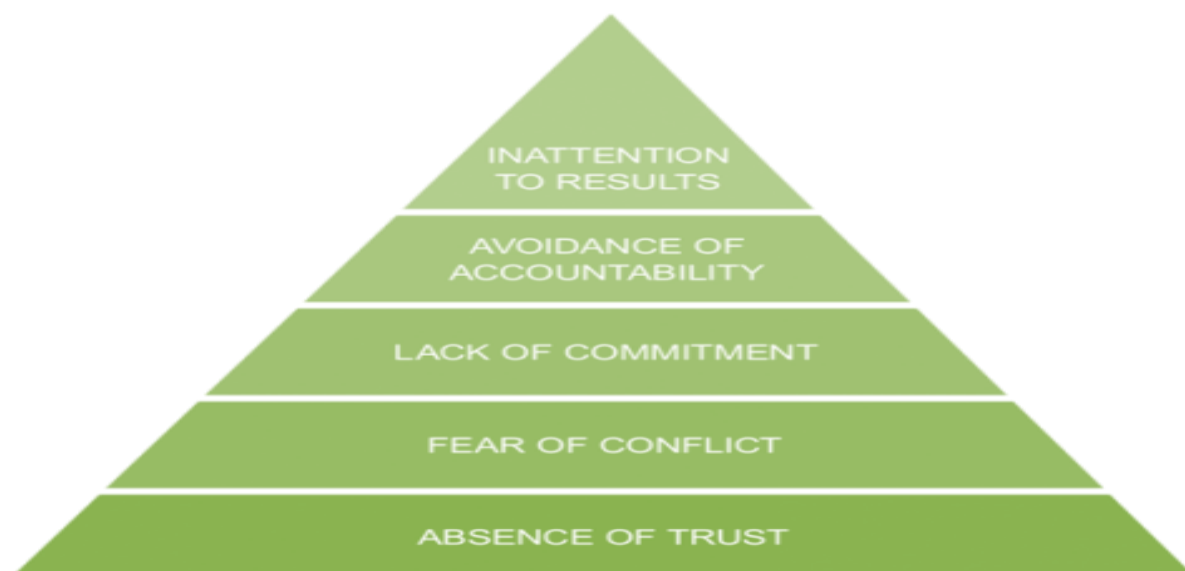 INATTENTION
TO RESULTS
AVOIDANCE OF
ACCOUNTABILITY
LACK OF COMMITMENT
FEAR OF CONFLICT
ABSENCE OF TRUST